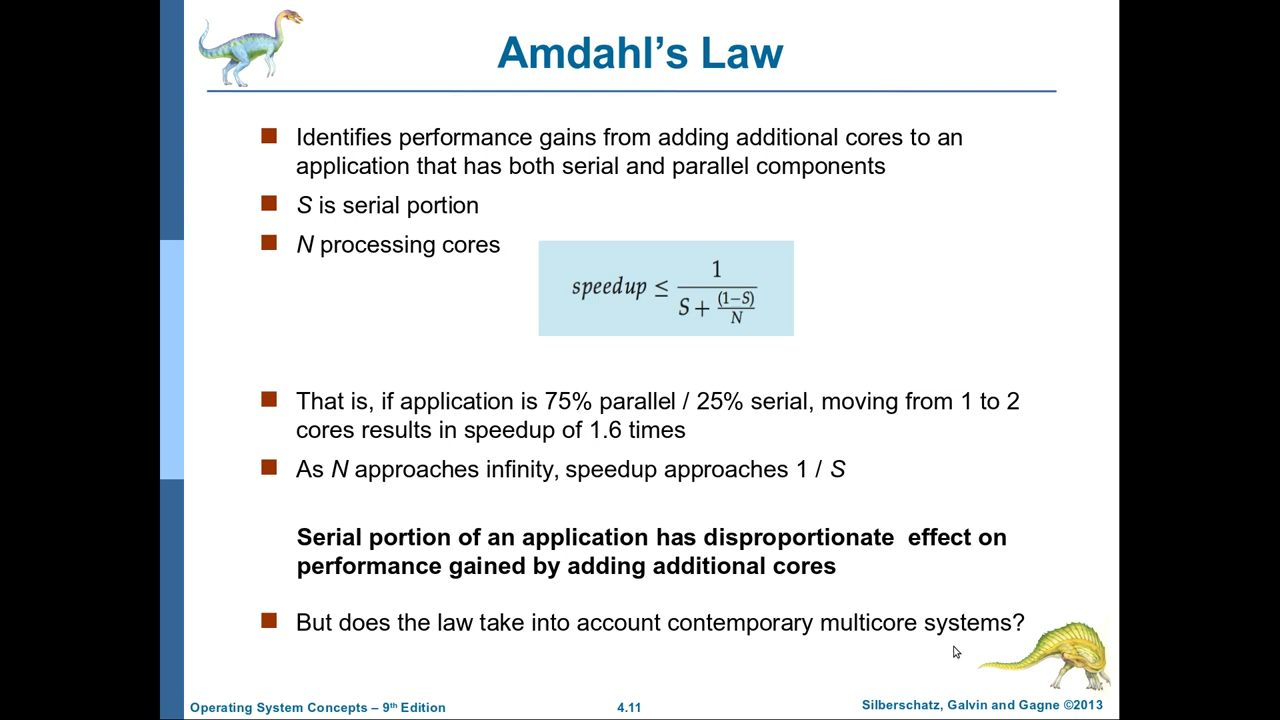 Amdahl's Law
Identifies performance gains from adding additional cores to an
application that has both serial and parallel components
S is serial portion
N processing cores
speedup ≤ 1 / (S + (1−S)/N)
That is, if application is 75% parallel / 25% serial, moving from 1 to 2
cores results in speedup of 1.6 times
As N approaches infinity, speedup approaches 1 / S
Serial portion of an application has disproportionate  effect on
performance gained by adding additional cores
But does the law take into account contemporary multicore systems?
Operating System Concepts – 9th Edition
4.11
Silberschatz, Galvin and Gagne ©2013